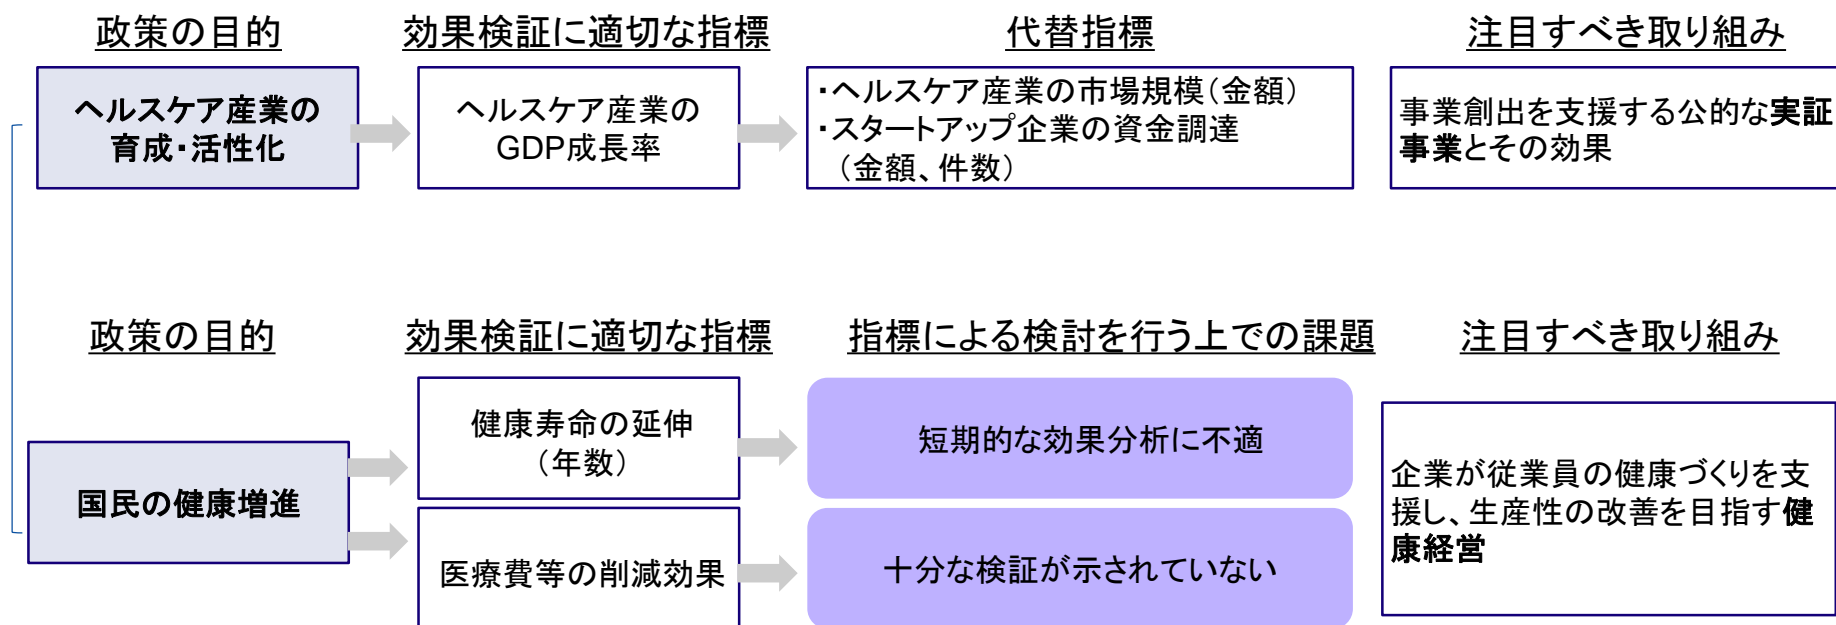 政策の目的
効果検証に適切な指標
代替指標
注目すべき取り組み
ヘルスケア産業の
育成・活性化
ヘルスケア産業の
GDP成長率
・ヘルスケア産業の市場規模（金額）
・スタートアップ企業の資金調達
（金額、件数）
事業創出を支援する公的な実証
事業とその効果
政策の目的
効果検証に適切な指標
指標による検討を行う上での課題
注目すべき取り組み
国民の健康増進
健康寿命の延伸
（年数）
短期的な効果分析に不適
医療費等の削減効果
十分な検証が示されていない
企業が従業員の健康づくりを支
援し、生産性の改善を目指す健
康経営